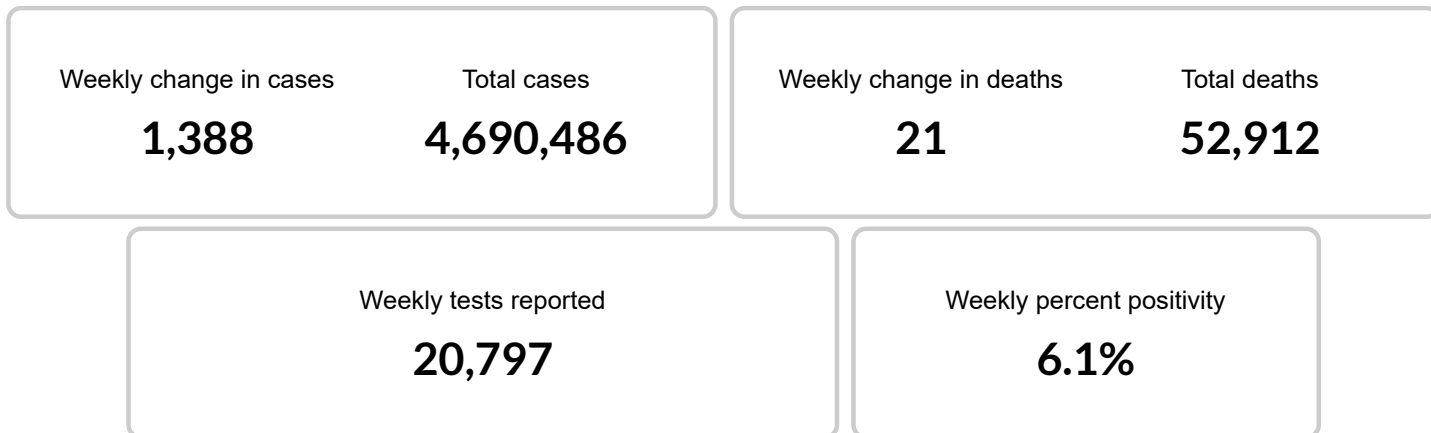 Weekly change in cases
Total cases
1,388
4,690,486
Weekly change in deaths
Total deaths
21
52,912
Weekly tests reported
20,797
Weekly percent positivity
6.1%